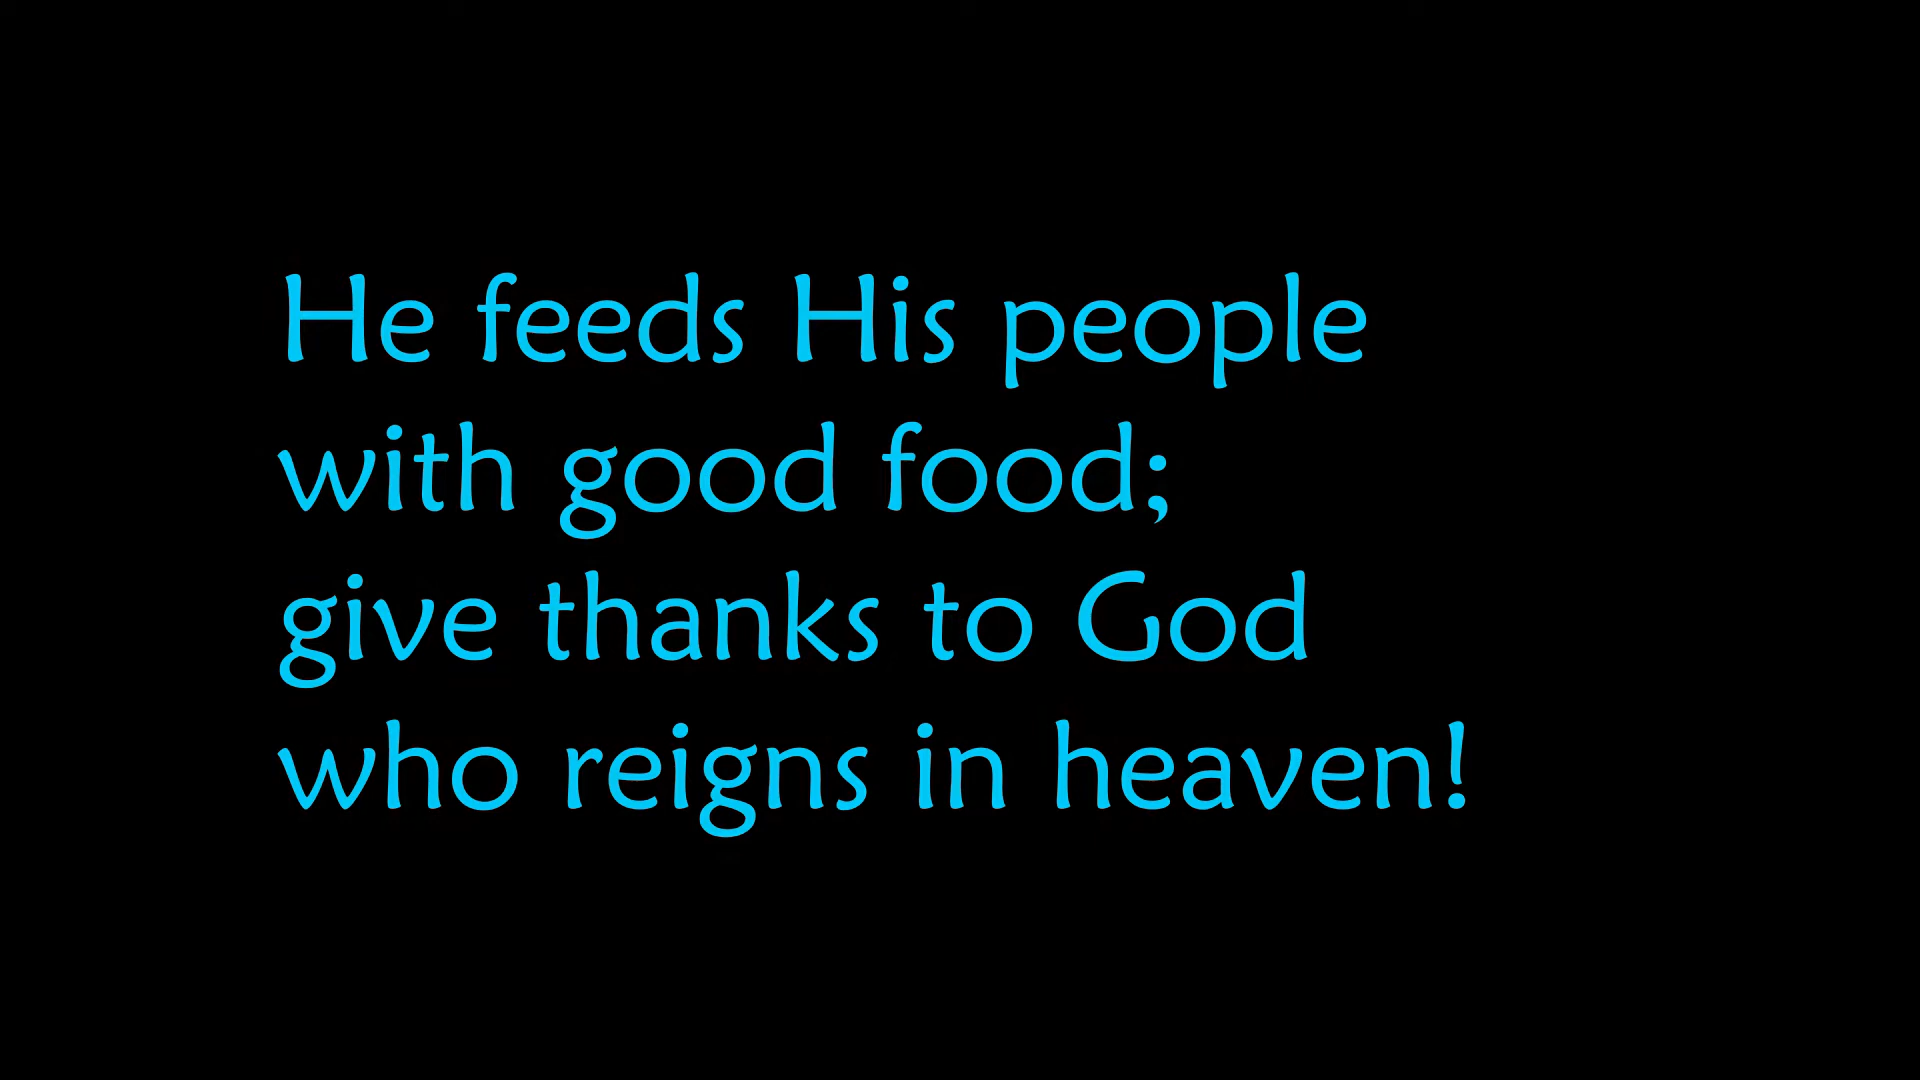 He feeds His people
with good food;
give thanks to God
who reigns in heaven!